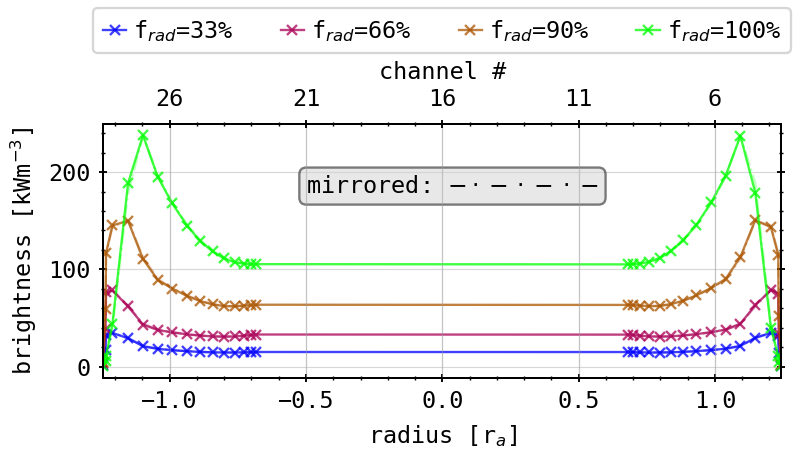 f_rad=33% f_rad=66% f_rad=90% f_rad=100%
channel #
26 21 16 11 6
brightness [kWm⁻³]
200
mirrored: — · — · — · —
100
0
−1.0 −0.5 0.0 0.5 1.0
radius [r_a]